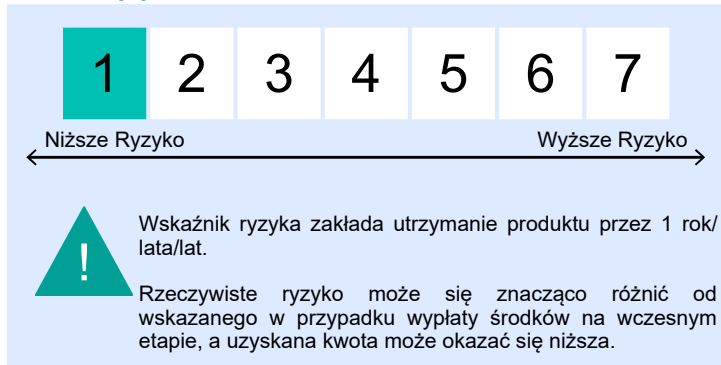 1 2 3 4 5 6 7
Niższe Ryzyko Wyższe Ryzyko
!
Wskaźnik ryzyka zakłada utrzymanie produktu przez 1 rok/
lata/lat.
Rzeczywiste ryzyko może się znacząco różnić od
wskazanego w przypadku wypłaty środków na wczesnym
etapie, a uzyskana kwota może okazać się niższa.